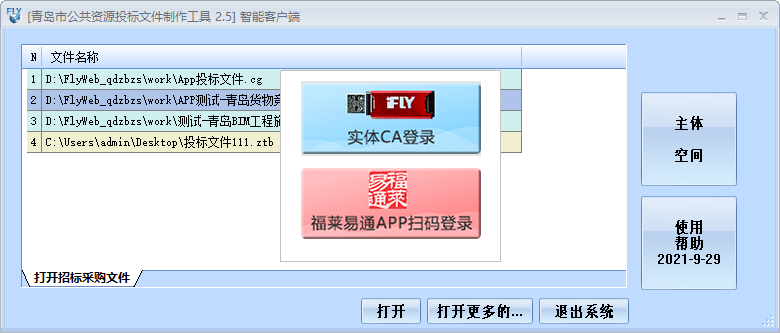 FLY [青岛市公共资源投标文件制作工具 2.5] 智能客户端
N 文件名称
1 D:\FlyWeb_qdzbzs\work\App投标文件.cg
2 D:\FlyWeb_qdzbzs\work\APP测试-青岛货物
3 D:\FlyWeb_qdzbzs\work\测试-青岛BIM工程施
4 C:\Users\admin\Desktop\投标文件111.ztb
iFLY
实体CA登录
福莱易通
福莱易通APP扫码登录
主体
空间
使用
帮助
2021-9-29
打开招标采购文件
打开
打开更多的...
退出系统